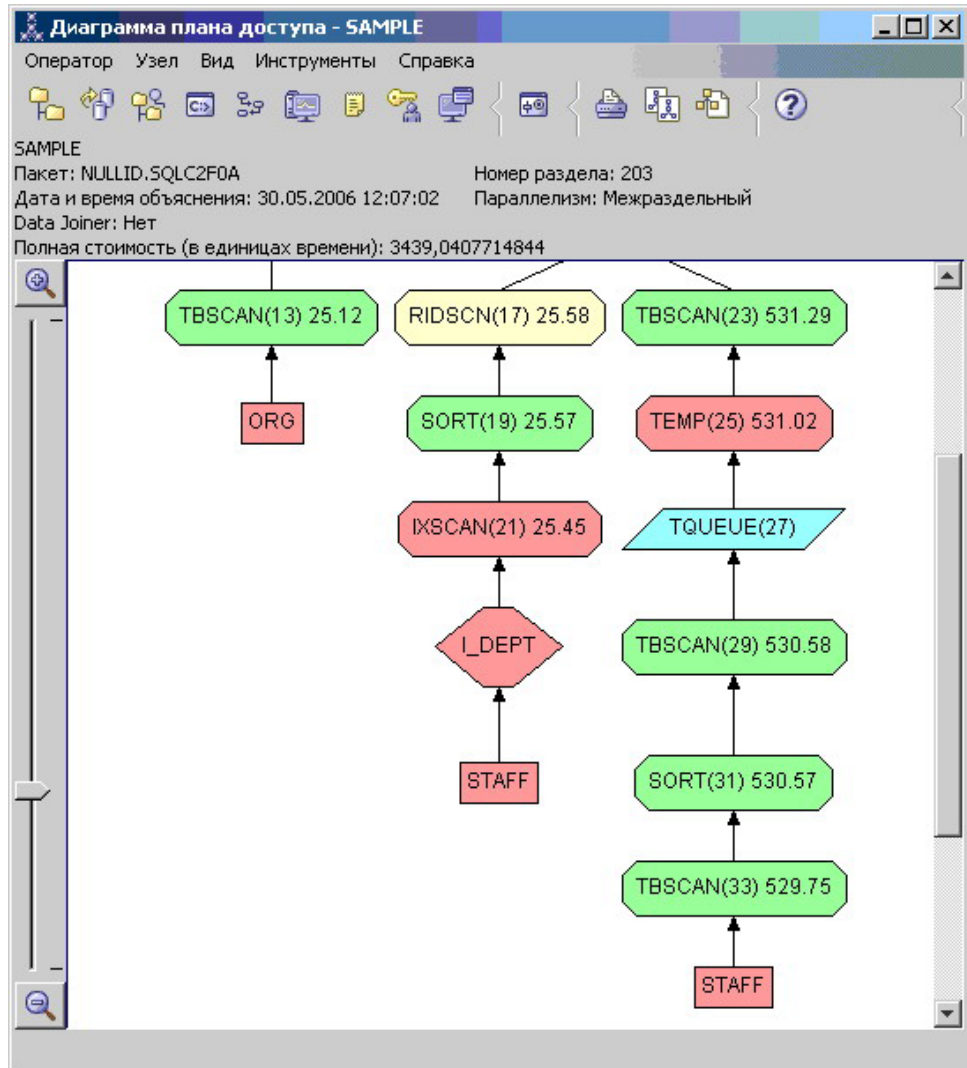 Диаграмма плана доступа - SAMPLE
Оператор Узел Вид Инструменты Справка
SAMPLE
Пакет: NULLID.SQLC2F0A Номер раздела: 203
Дата и время объяснения: 30.05.2006 12:07:02 Параллелизм: Межраздельный
Data Joiner: Нет
Полная стоимость (в единицах времени): 3439,0407714844
TBSCAN(13) 25.12 RIDSCN(17) 25.58 TBSCAN(23) 531.29
ORG SORT(19) 25.57 TEMP(25) 531.02
IXSCAN(21) 25.45 TQUEUE(27)
I_DEPT TBSCAN(29) 530.58
STAFF SORT(31) 530.57
TBSCAN(33) 529.75
STAFF